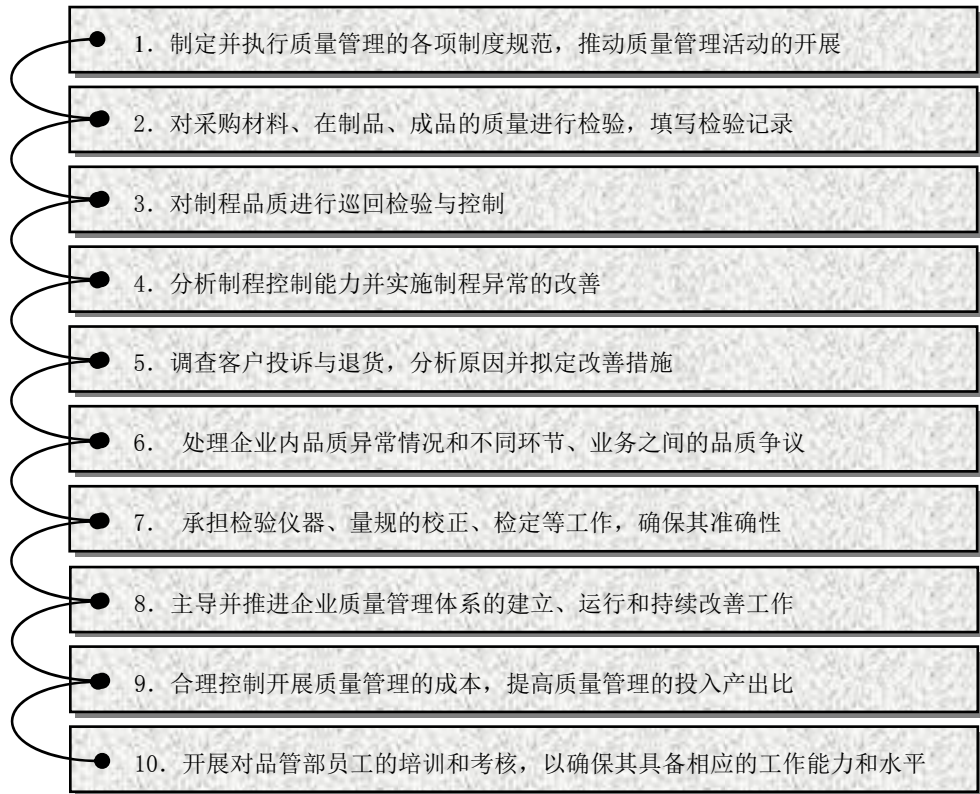 1. 制定并执行质量管理的各项制度规范，推动质量管理活动的开展
2. 对采购材料、在制品、成品的质量进行检验，填写检验记录
3. 对制程品质进行巡回检验与控制
4. 分析制程控制能力并实施制程异常的改善
5. 调查客户投诉与退货，分析原因并拟定改善措施
6. 处理企业内品质异常情况和不同环节、业务之间的品质争议
7. 承担检验仪器、量规的校正、检定等工作，确保其准确性
8. 主导并推进企业质量管理体系的建立、运行和持续改善工作
9. 合理控制开展质量管理的成本，提高质量管理的投入产出比
10. 开展对品管部员工的培训和考核，以确保其具备相应的工作能力和水平